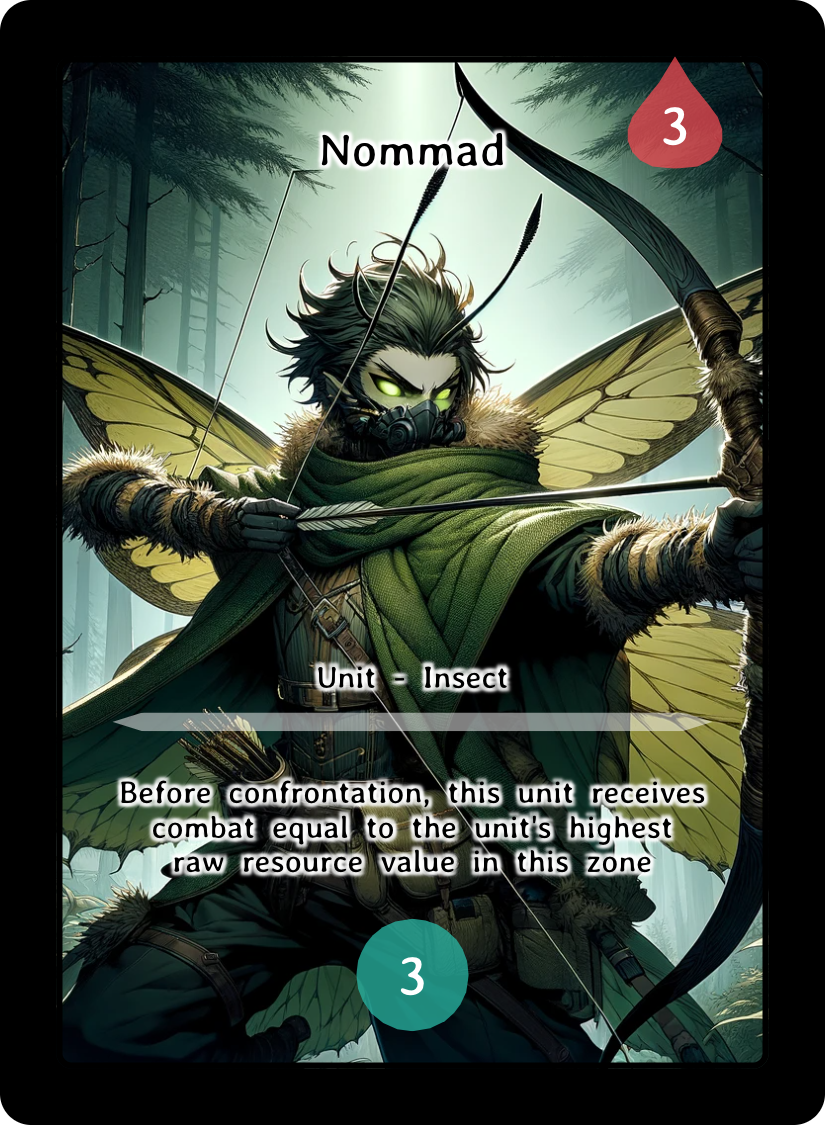 3
Nommad
Unit - Insect
Before confrontation, this unit receives
combat equal to the unit's highest
raw resource value in this zone
3